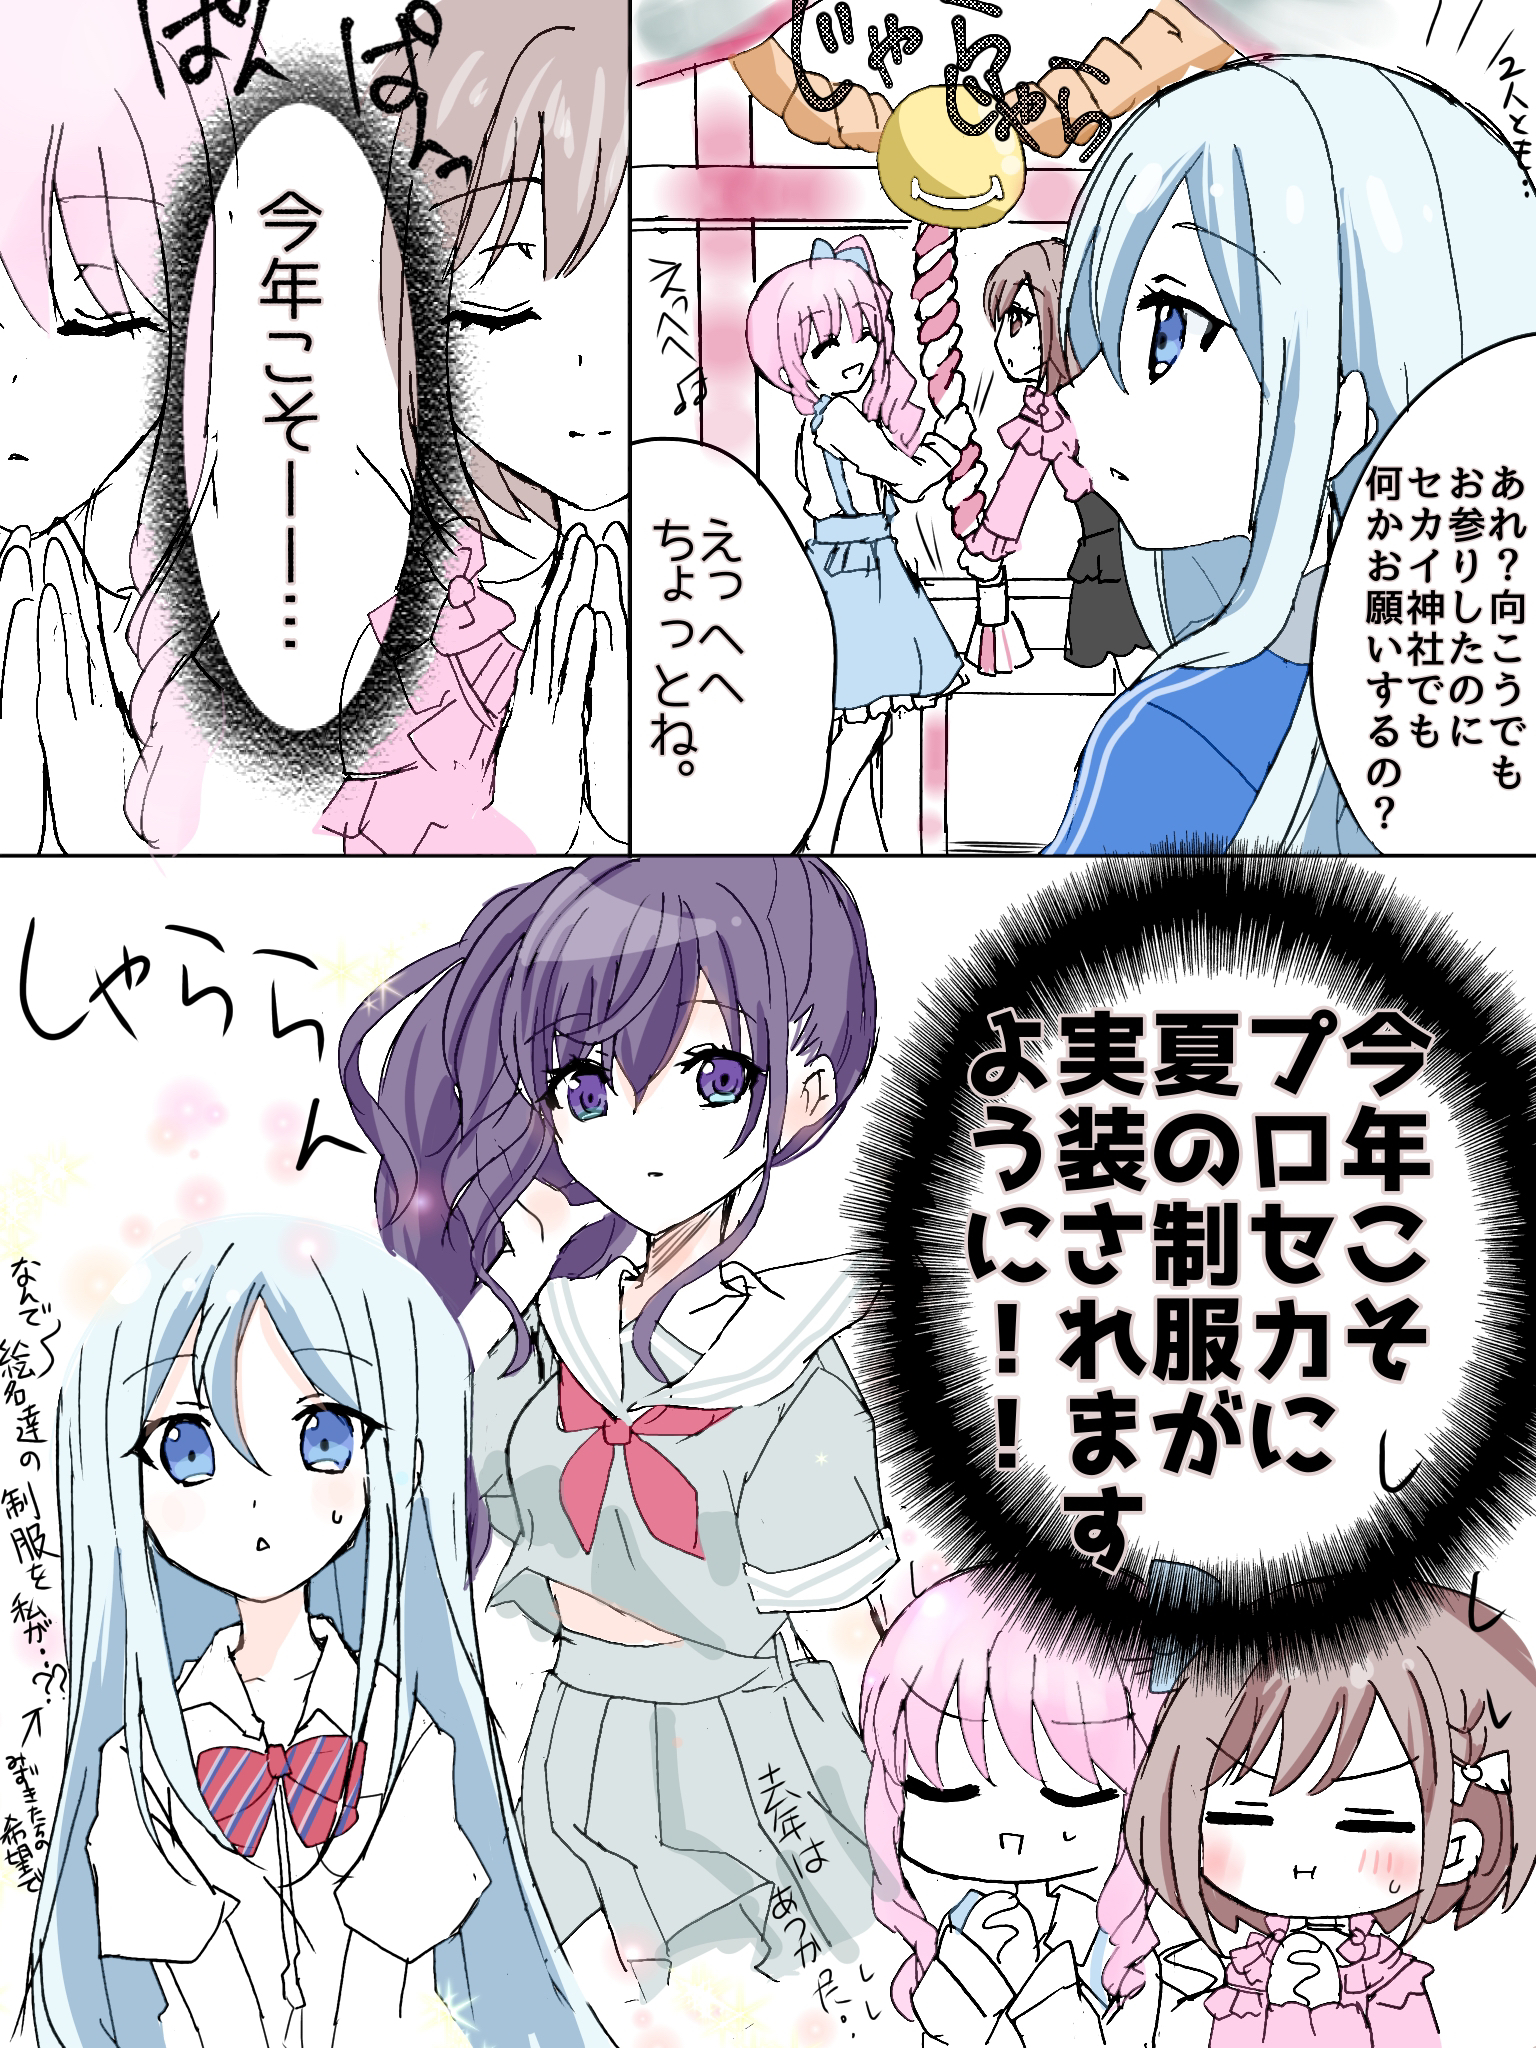 2人とも…
じゃらんじゃらん
あれ？向こうでも
お参りしたのに
セカイ神社でも
何かお願いするの？
えっへへ♫
えっへへ
ちょっとね。
ぱん
ぱん
今年こそーーー…
今年こそ
プロセカに
夏の制服が
実装されます
ように！！
しゃららら
ん
なんで〜
絵名達の
制服を
私が…??
みずきたちの
希望で
去年は
あつかった…